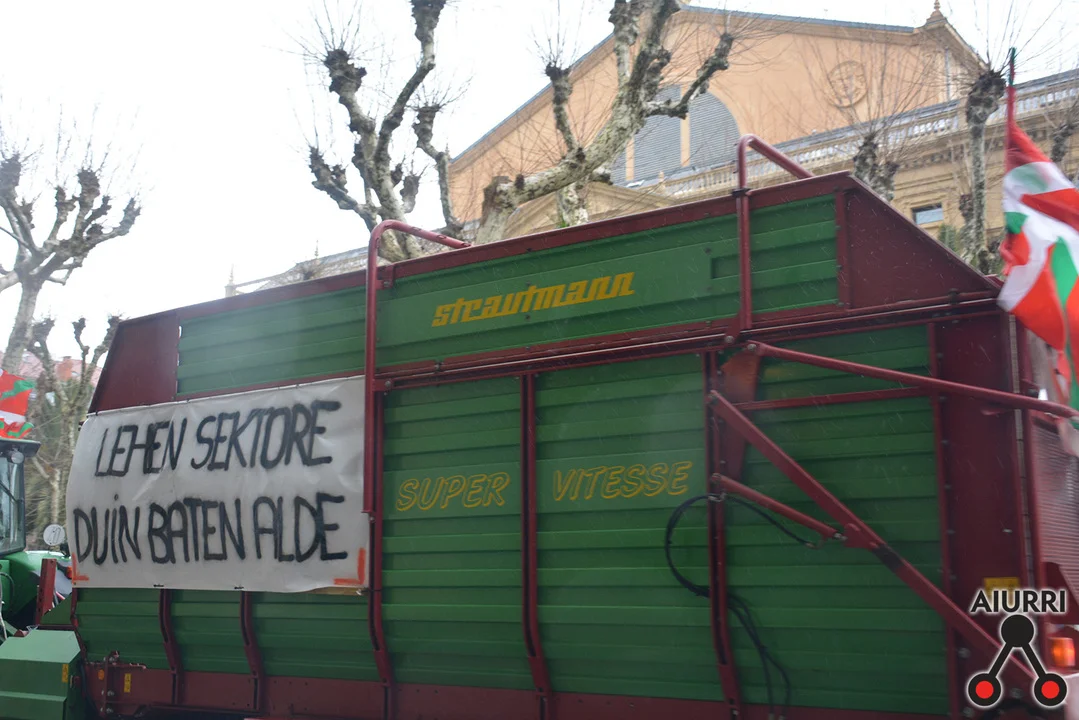 strautmann
LEHEN SEKTORE
DUIN BATEN ALDE
SUPER VITESSE
AIURRI